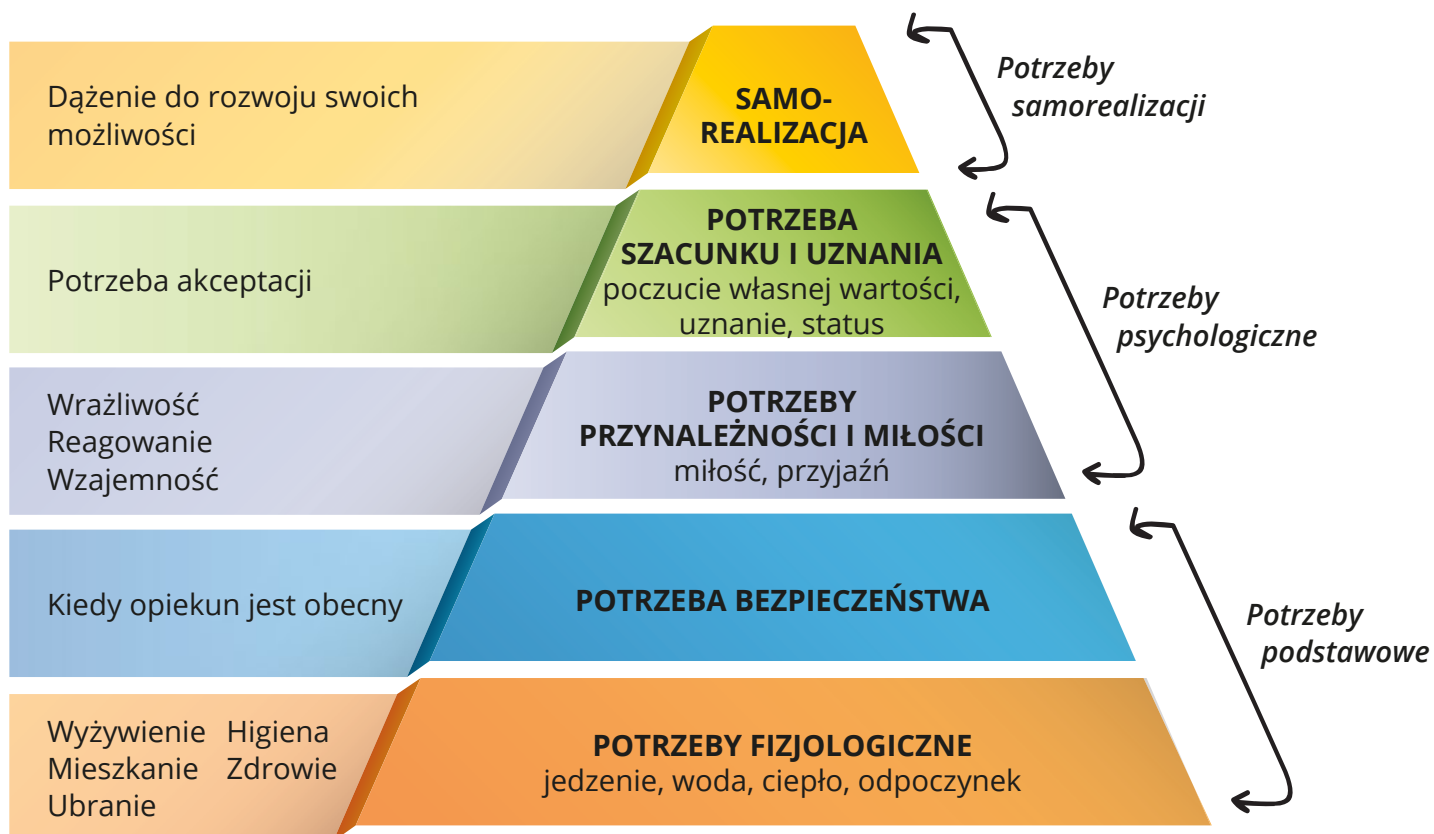 Dążenie do rozwoju swoich
możliwości
SAMO-
REALIZACJA
Potrzeby
samorealizacji
Potrzeba akceptacji
POTRZEBA
SZACUNKU I UZNANIA
poczucie własnej wartości,
uznanie, status
Potrzeby
psychologiczne
Wrażliwość
Reagowanie
Wzajemność
POTRZEBY
PRZYNALEŻNOŚCI I MIŁOŚCI
miłość, przyjaźń
Kiedy opiekun jest obecny
POTRZEBA BEZPIECZEŃSTWA
Potrzeby
podstawowe
Wyżywienie Higiena
Mieszkanie Zdrowie
Ubranie
POTRZEBY FIZJOLOGICZNE
jedzenie, woda, ciepło, odpoczynek